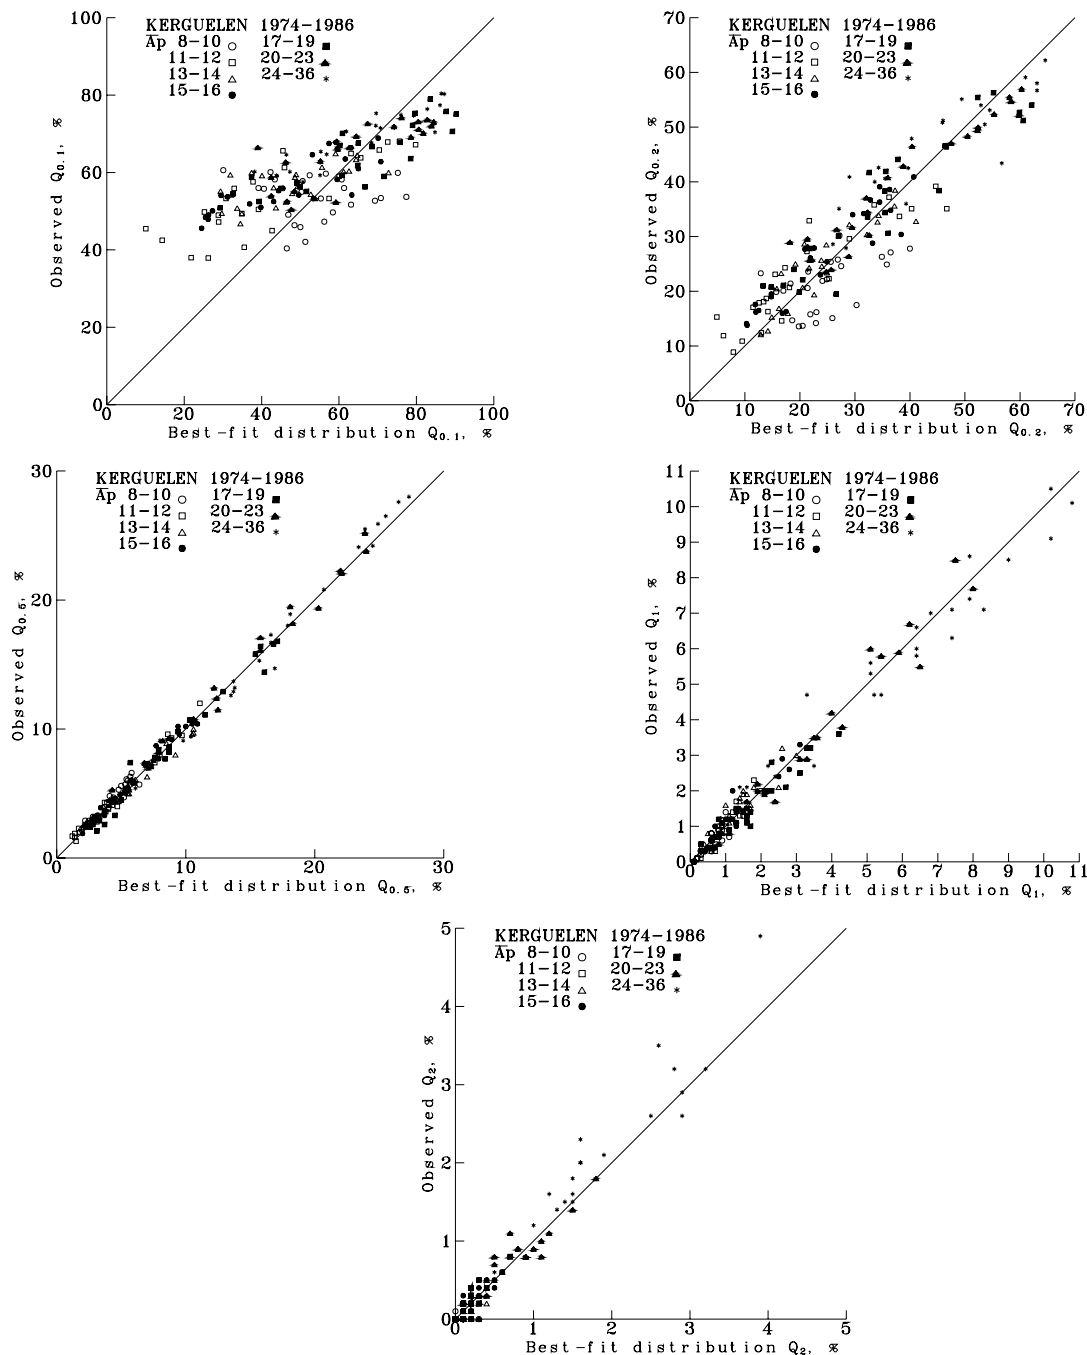 100
80
60
40
20
0
0 20 40 60 80 100
Observed Q0.1, %
Best-fit distribution Q0.1, %
KERGUELEN 1974-1986
A̅p 8-10 17-19
11-12 20-23
13-14 24-36
15-16
70
60
50
40
30
20
10
0
0 10 20 30 40 50 60 70
Observed Q0.2, %
Best-fit distribution Q0.2, %
KERGUELEN 1974-1986
A̅p 8-10 17-19
11-12 20-23
13-14 24-36
15-16
30
20
10
0
0 10 20 30
Observed Q0.5, %
Best-fit distribution Q0.5, %
KERGUELEN 1974-1986
A̅p 8-10 17-19
11-12 20-23
13-14 24-36
15-16
11
10
9
8
7
6
5
4
3
2
1
0
0 1 2 3 4 5 6 7 8 9 10 11
Observed Q1, %
Best-fit distribution Q1, %
KERGUELEN 1974-1986
A̅p 8-10 17-19
11-12 20-23
13-14 24-36
15-16
5
4
3
2
1
0
0 1 2 3 4 5
Observed Q2, %
Best-fit distribution Q2, %
KERGUELEN 1974-1986
A̅p 8-10 17-19
11-12 20-23
13-14 24-36
15-16